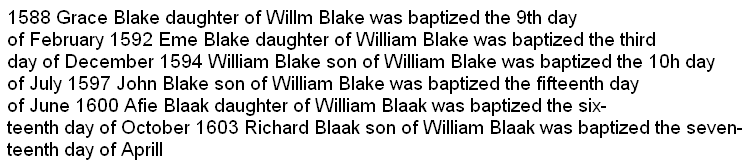 1588 Grace Blake daughter of Willm Blake was baptized the 9th day
of February 1592 Eme Blake daughter of William Blake was baptized the third
day of December 1594 William Blake son of William Blake was baptized the 10h day
of July 1597 John Blake son of William Blake was baptized the fifteenth day
of June 1600 Afie Blaak daughter of William Blaak was baptized the six-
teenth day of October 1603 Richard Blaak son of William Blaak was baptized the seven-
teenth day of Aprill